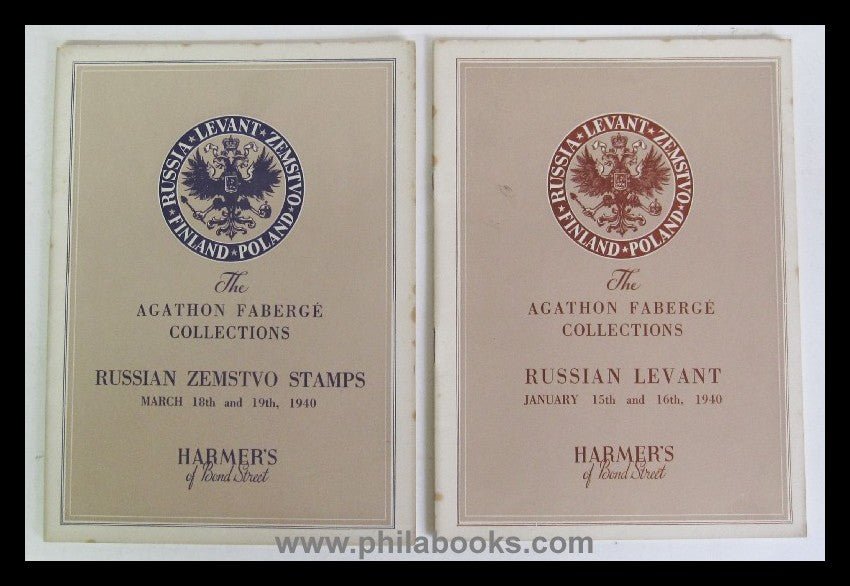 RUSSIA ★ LEVANT ★ ZEMSTVO ★ FINLAND ★ POLAND ★
The
AGATHON FABERGÉ
COLLECTIONS
RUSSIAN ZEMSTVO STAMPS
MARCH 18th and 19th, 1940
HARMER'S
of Bond Street
RUSSIA ★ LEVANT ★ ZEMSTVO ★ FINLAND ★ POLAND ★
The
AGATHON FABERGÉ
COLLECTIONS
RUSSIAN LEVANT
JANUARY 15th and 16th, 1940
HARMER'S
of Bond Street
www.philabooks.com